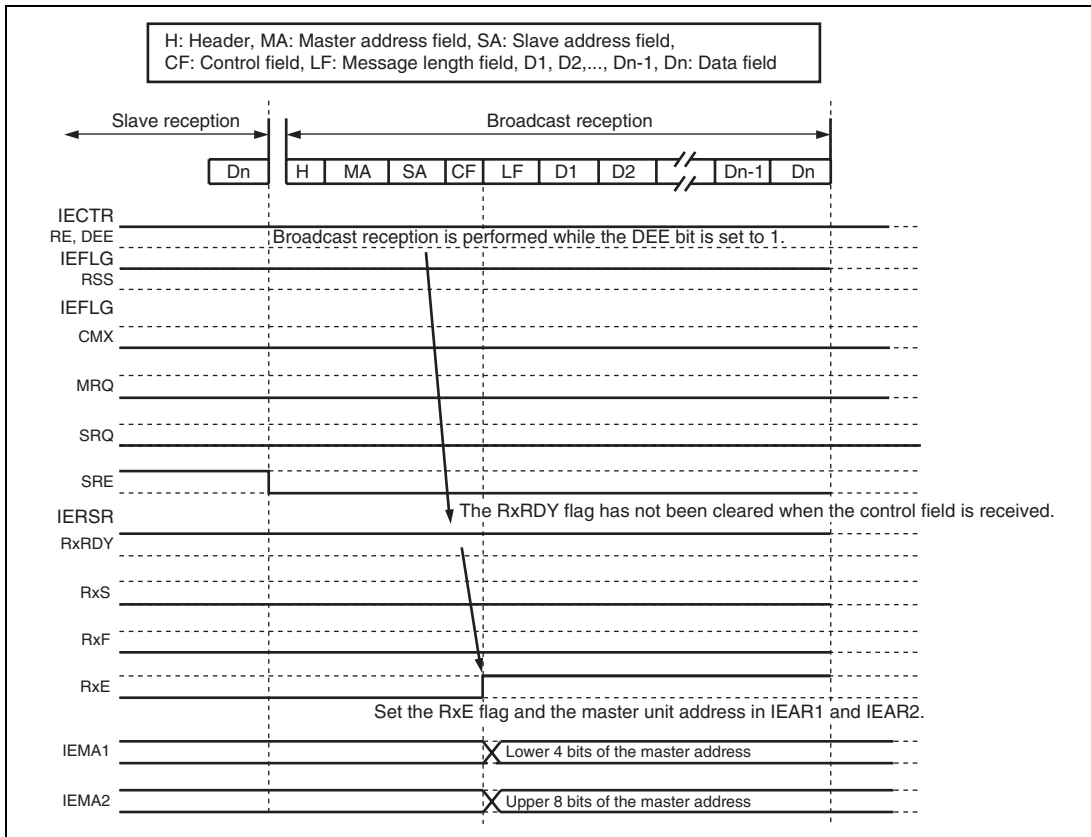 H: Header, MA: Master address field, SA: Slave address field,
CF: Control field, LF: Message length field, D1, D2,..., Dn-1, Dn: Data field
Slave reception
Broadcast reception
Dn H MA SA CF LF D1 D2 Dn-1 Dn
IECTR
RE, DEE
Broadcast reception is performed while the DEE bit is set to 1.
IEFLG
RSS
IEFLG
CMX
MRQ
SRQ
SRE
IERSR
The RxRDY flag has not been cleared when the control field is received.
RxRDY
RxS
RxF
RxE
Set the RxE flag and the master unit address in IEAR1 and IEAR2.
IEMA1
Lower 4 bits of the master address
IEMA2
Upper 8 bits of the master address